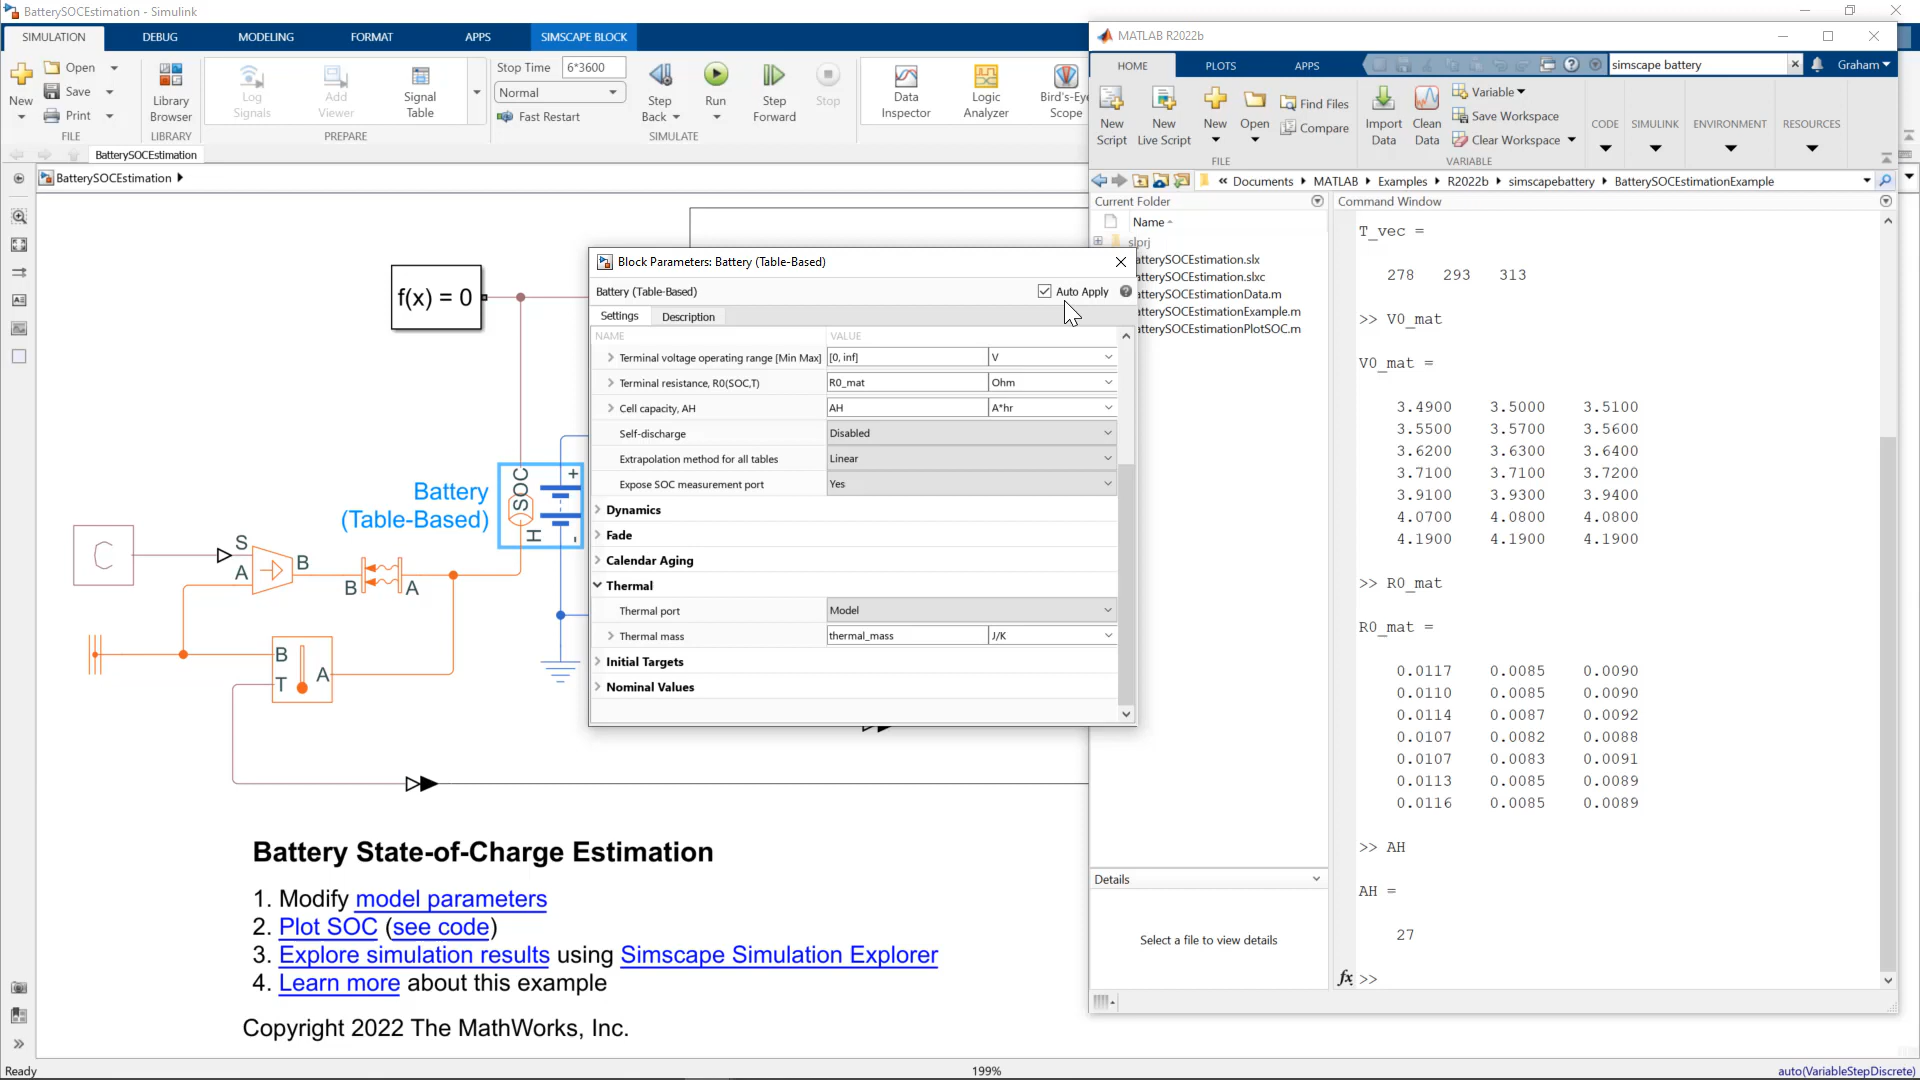 BatterySOCEstimation - Simulink
SIMULATION DEBUG MODELING FORMAT APPS SIMSCAPE BLOCK
New
Open
Save
Print
FILE
Library
Browser
LIBRARY
Log
Signals
Add
Viewer
Signal
Table
PREPARE
Stop Time 6*3600
Normal
Fast Restart
Step
Back
Run
Step
Forward
Stop
SIMULATE
Data
Inspector
Logic
Analyzer
Bird's-Eye
Scope
BatterySOCEstimation
BatterySOCEstimation
f(x) = 0
Battery
(Table-Based)
SOC
H
+
-
C
S
A
B
B
A
B
T
A
Battery State-of-Charge Estimation
1. Modify model parameters
2. Plot SOC (see code)
3. Explore simulation results using Simscape Simulation Explorer
4. Learn more about this example
Copyright 2022 The MathWorks, Inc.
Ready
199%
auto(VariableStepDiscrete)
Block Parameters: Battery (Table-Based)
Battery (Table-Based)
Auto Apply
Settings Description
NAME VALUE
Terminal voltage operating range [Min Max] [0, inf] V
Terminal resistance, R0(SOC,T) R0_mat Ohm
Cell capacity, AH AH A*hr
Self-discharge Disabled
Extrapolation method for all tables Linear
Expose SOC measurement port Yes
Dynamics
Fade
Calendar Aging
Thermal
Thermal port Model
Thermal mass thermal_mass J/K
Initial Targets
Nominal Values
MATLAB R2022b
HOME PLOTS APPS
simscape battery
Graham
New
Script
New
Live Script
New
Open
Find Files
Compare
FILE
Import
Data
Clean
Data
Variable
Save Workspace
Clear Workspace
VARIABLE
CODE
SIMULINK
ENVIRONMENT
RESOURCES
« Documents MATLAB Examples R2022b simscapebattery BatterySOCEstimationExample
Current Folder
Name
slprj
atterySOCEstimation.slx
atterySOCEstimation.slxc
atterySOCEstimationData.m
atterySOCEstimationExample.m
atterySOCEstimationPlotSOC.m
Details
Select a file to view details
Command Window
T_vec =
278 293 313
>> V0_mat
V0_mat =
3.4900 3.5000 3.5100
3.5500 3.5700 3.5600
3.6200 3.6300 3.6400
3.7100 3.7100 3.7200
3.9100 3.9300 3.9400
4.0700 4.0800 4.0800
4.1900 4.1900 4.1900
>> R0_mat
R0_mat =
0.0117 0.0085 0.0090
0.0110 0.0085 0.0090
0.0114 0.0087 0.0092
0.0107 0.0082 0.0088
0.0107 0.0083 0.0091
0.0113 0.0085 0.0089
0.0116 0.0085 0.0089
>> AH
AH =
27
fx >>